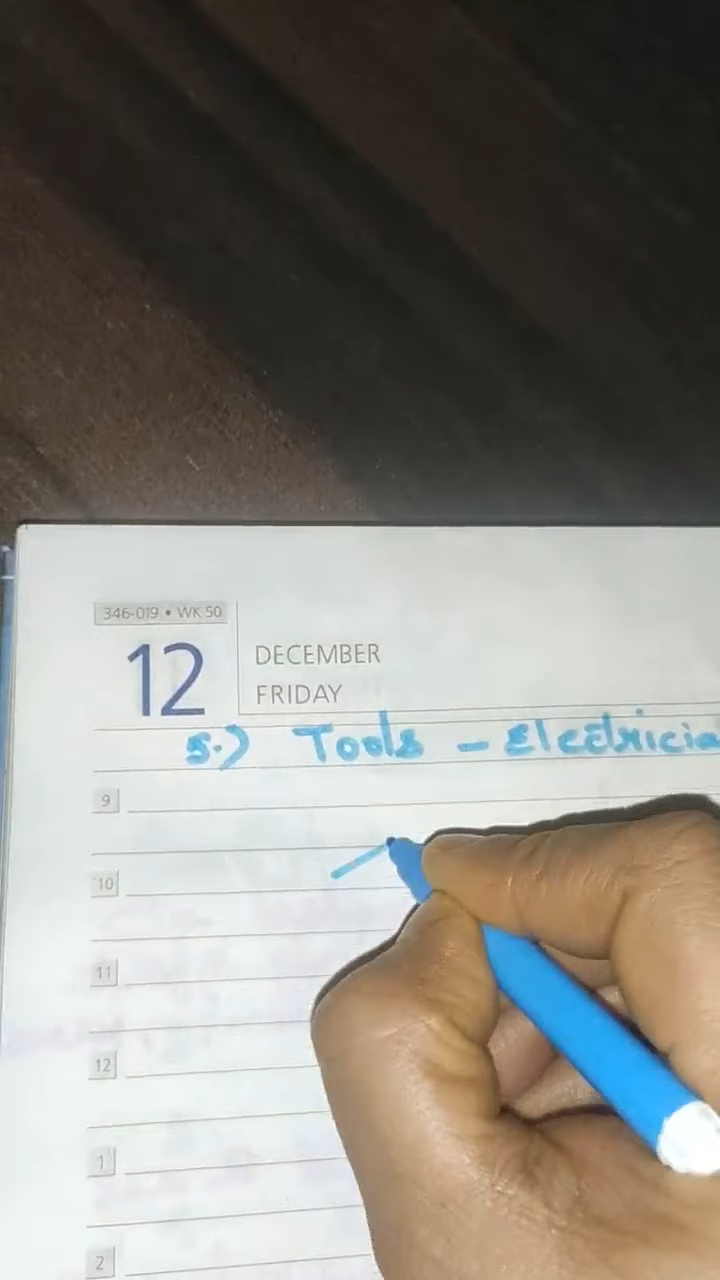 346-019 • WK 50
12
DECEMBER
FRIDAY
5.) Tools - Electricia
9
10
11
12
1
2